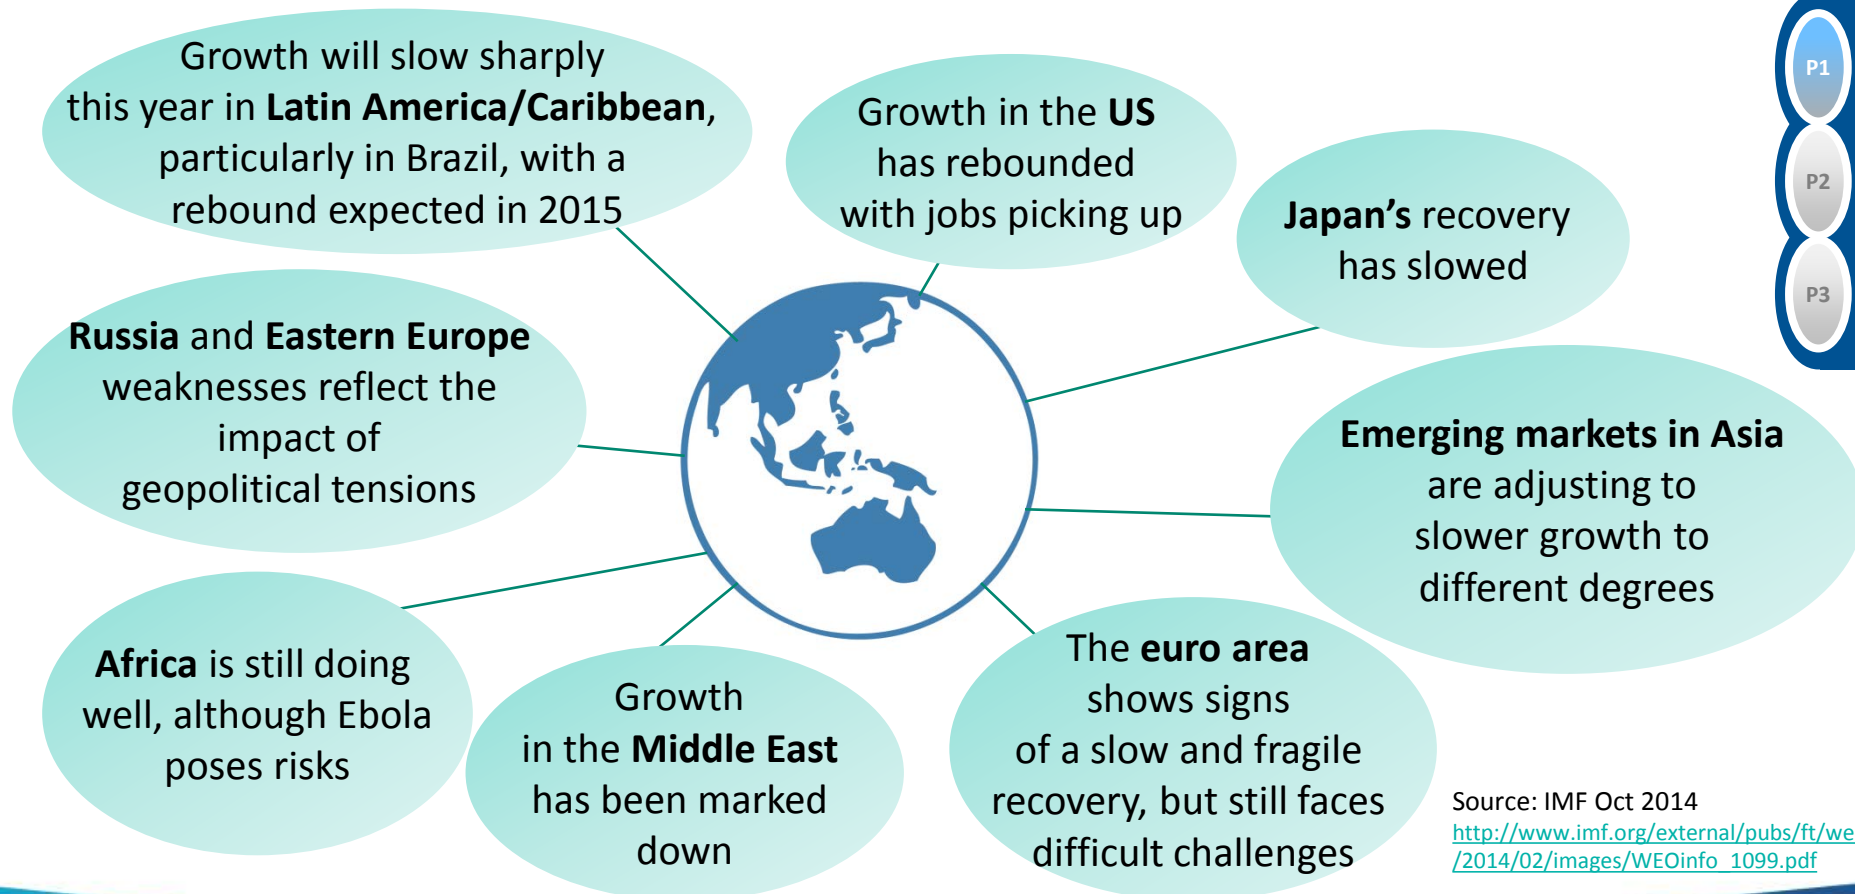 Growth will slow sharply
this year in Latin America/Caribbean,
particularly in Brazil, with a
rebound expected in 2015
Growth in the US
has rebounded
with jobs picking up
Japan's recovery
has slowed
P1
P2
P3
Russia and Eastern Europe
weaknesses reflect the
impact of
geopolitical tensions
Emerging markets in Asia
are adjusting to
slower growth to
different degrees
Africa is still doing
well, although Ebola
poses risks
Growth
in the Middle East
has been marked
down
The euro area
shows signs
of a slow and fragile
recovery, but still faces
difficult challenges
Source: IMF Oct 2014
http://www.imf.org/external/pubs/ft/we
/2014/02/images/WEOinfo_1099.pdf